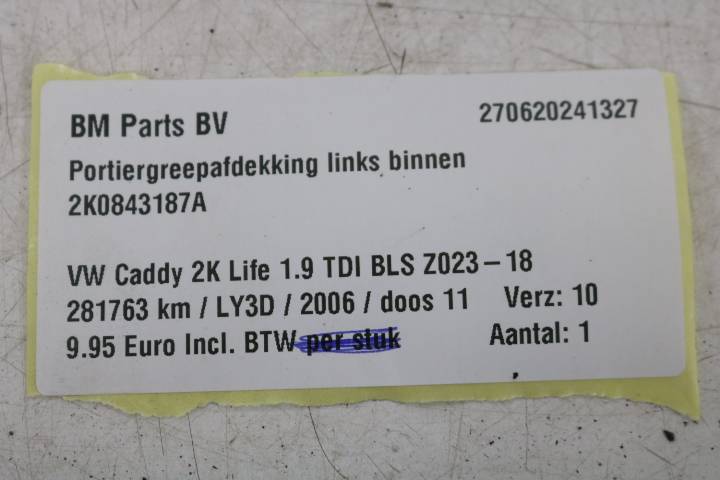 BM Parts BV 270620241327
Portiergreepafdekking links binnen
2K0843187A
VW Caddy 2K Life 1.9 TDI BLS Z023-18
281763 km / LY3D / 2006 / doos 11 Verz: 10
9.95 Euro Incl. BTW per stuk Aantal: 1